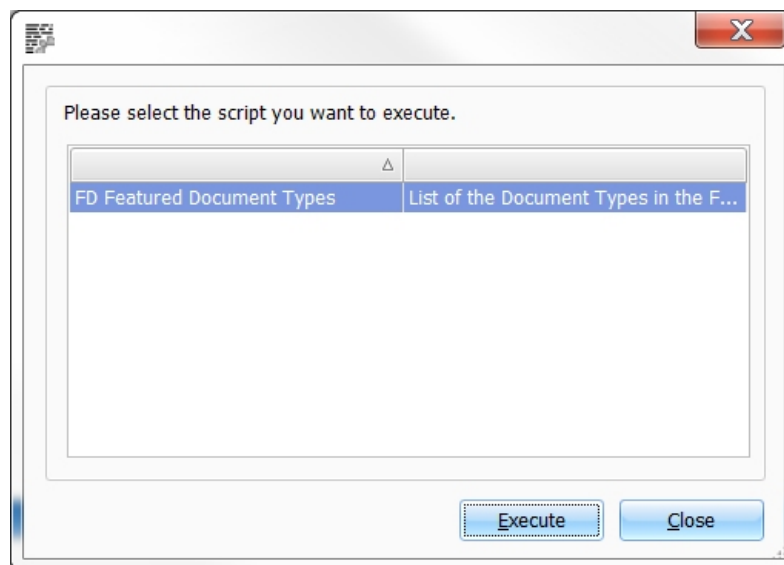 Please select the script you want to execute.
FD Featured Document Types List of the Document Types in the F...
Execute Close